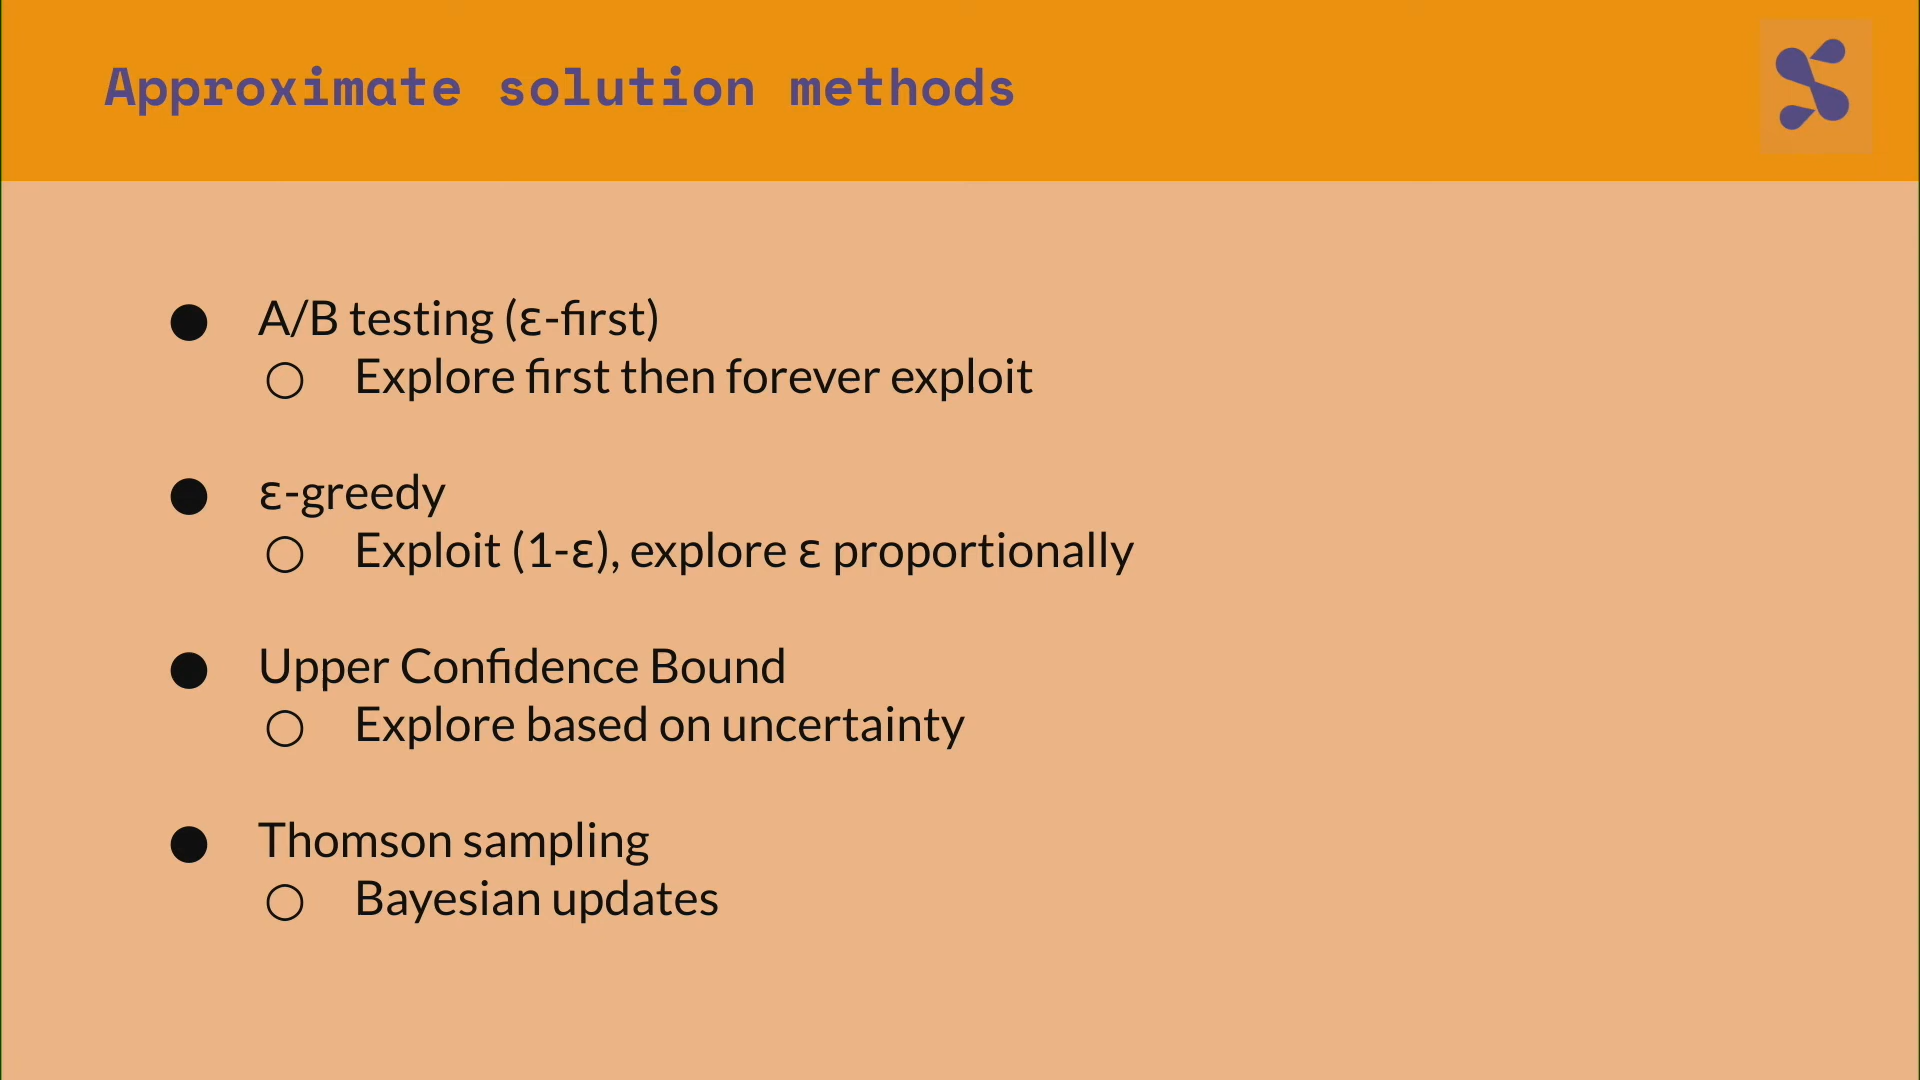 Approximate solution methods
● A/B testing (ε-first)
○ Explore first then forever exploit
● ε-greedy
○ Exploit (1-ε), explore ε proportionally
● Upper Confidence Bound
○ Explore based on uncertainty
● Thomson sampling
○ Bayesian updates